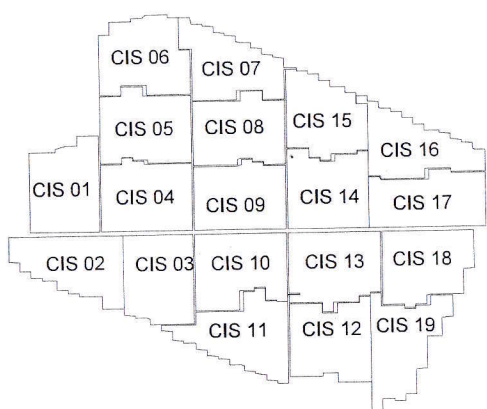 CIS 06
CIS 07
CIS 05
CIS 08
CIS 15
CIS 16
CIS 01
CIS 04
CIS 09
CIS 14
CIS 17
CIS 02
CIS 03
CIS 10
CIS 13
CIS 18
CIS 11
CIS 12
CIS 19